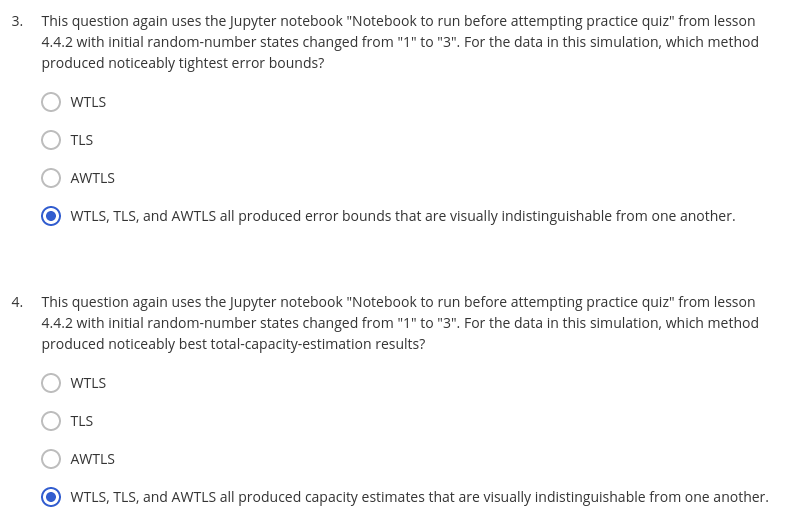 3. This question again uses the Jupyter notebook "Notebook to run before attempting practice quiz" from lesson
4.4.2 with initial random-number states changed from "1" to "3". For the data in this simulation, which method
produced noticeably tightest error bounds?
WTLS
TLS
AWTLS
WTLS, TLS, and AWTLS all produced error bounds that are visually indistinguishable from one another.
4. This question again uses the Jupyter notebook "Notebook to run before attempting practice quiz" from lesson
4.4.2 with initial random-number states changed from "1" to "3". For the data in this simulation, which method
produced noticeably best total-capacity-estimation results?
WTLS
TLS
AWTLS
WTLS, TLS, and AWTLS all produced capacity estimates that are visually indistinguishable from one another.